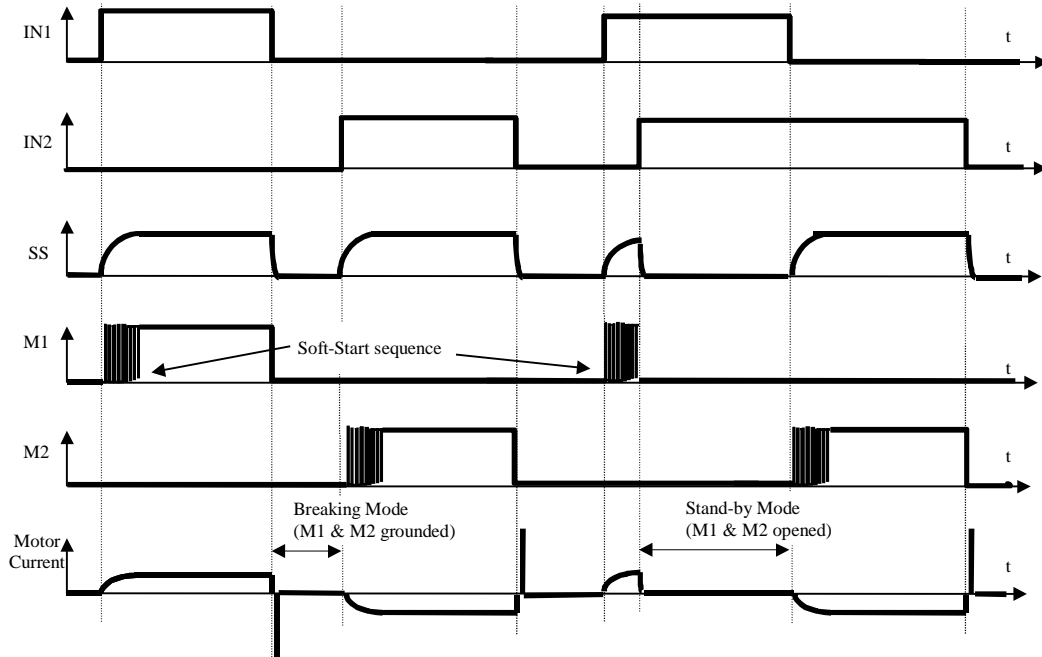 IN1
t
IN2
t
SS
t
M1
Soft-Start sequence
t
M2
t
Breaking Mode
(M1 & M2 grounded)
Stand-by Mode
(M1 & M2 opened)
Motor
Current
t